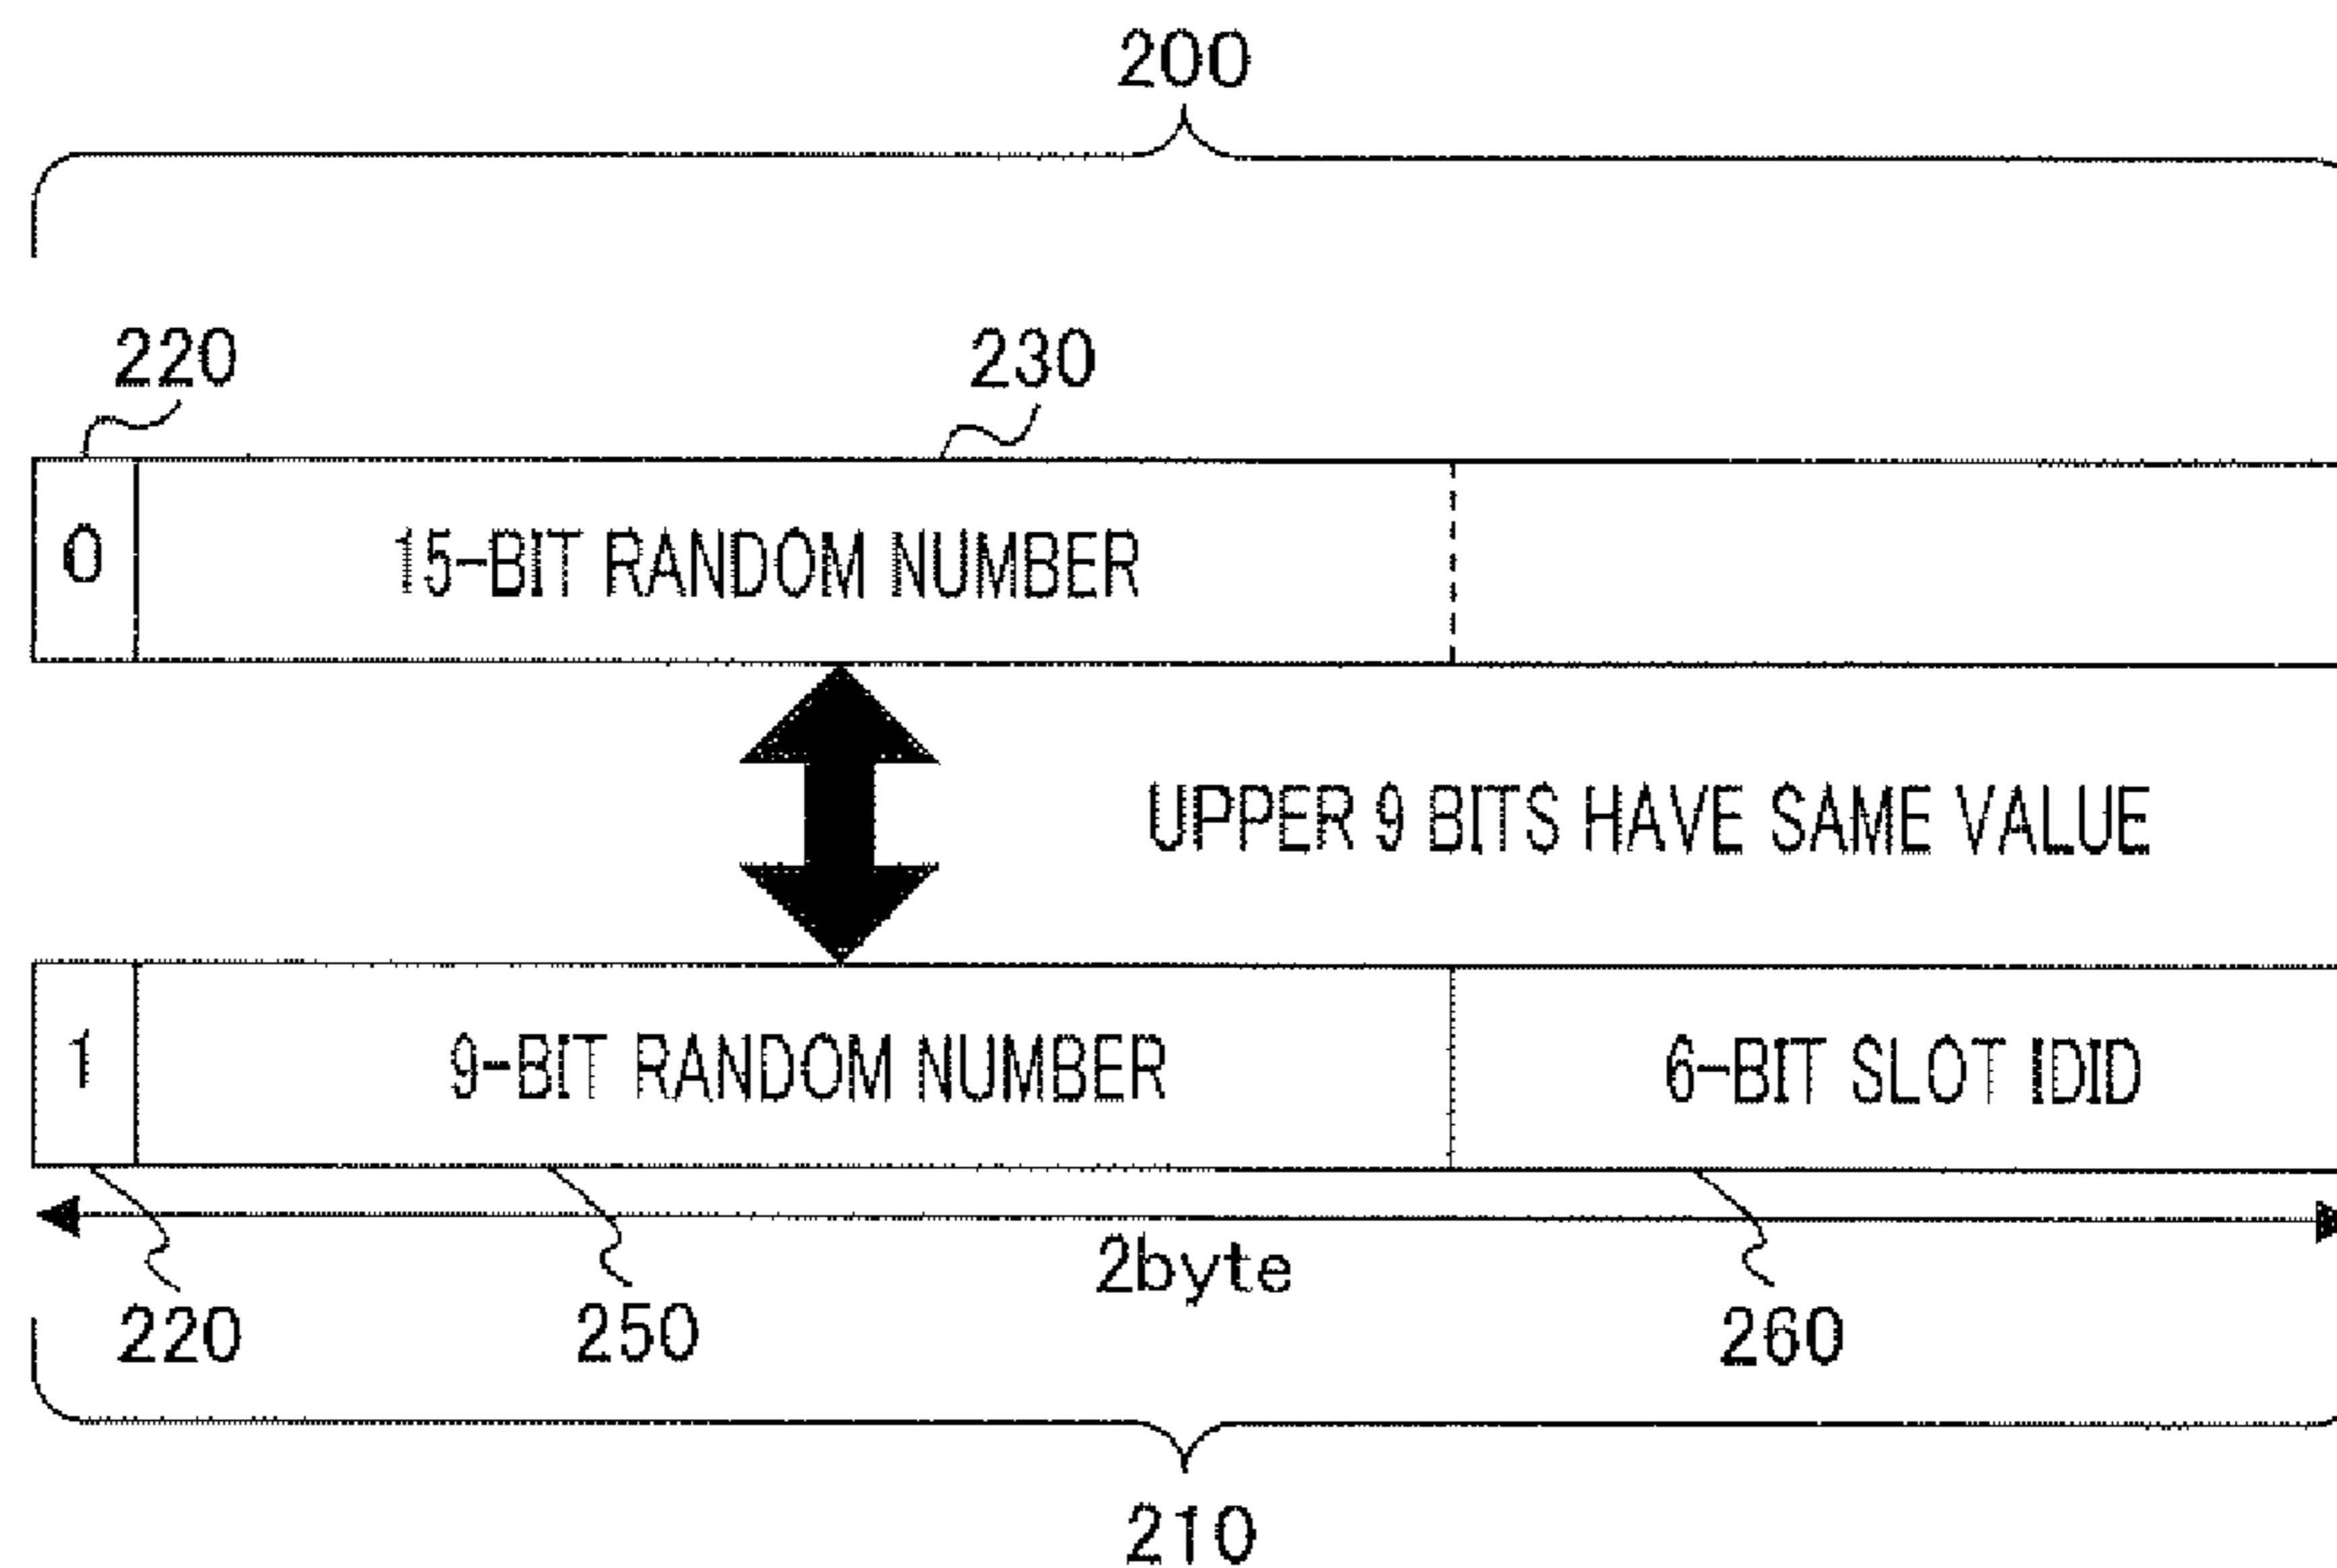 200
220 230
0 15-BIT RANDOM NUMBER
UPPER 9 BITS HAVE SAME VALUE
1 9-BIT RANDOM NUMBER 6-BIT SLOT IDID
2byte
220 250 260
210